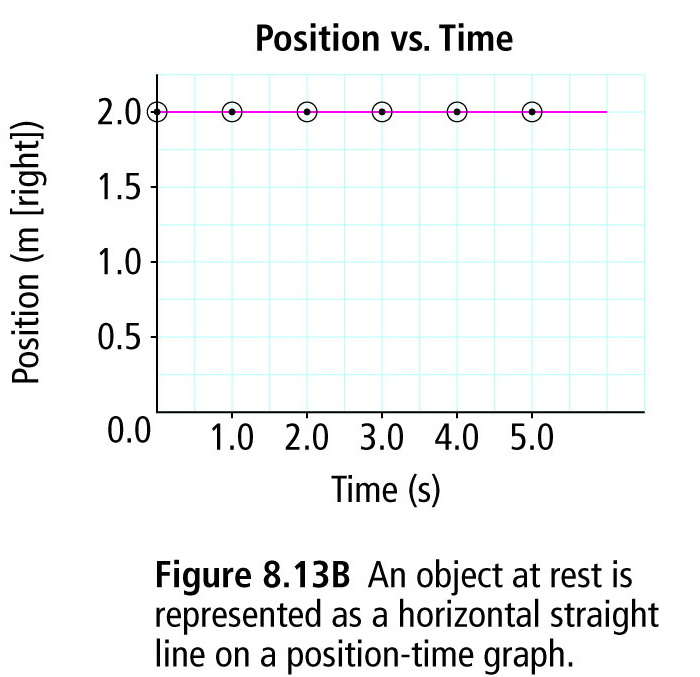 Position vs. Time
Position (m [right])
2.0
1.5
1.0
0.5
0.0
1.0 2.0 3.0 4.0 5.0
Time (s)
Figure 8.13B An object at rest is
represented as a horizontal straight
line on a position-time graph.